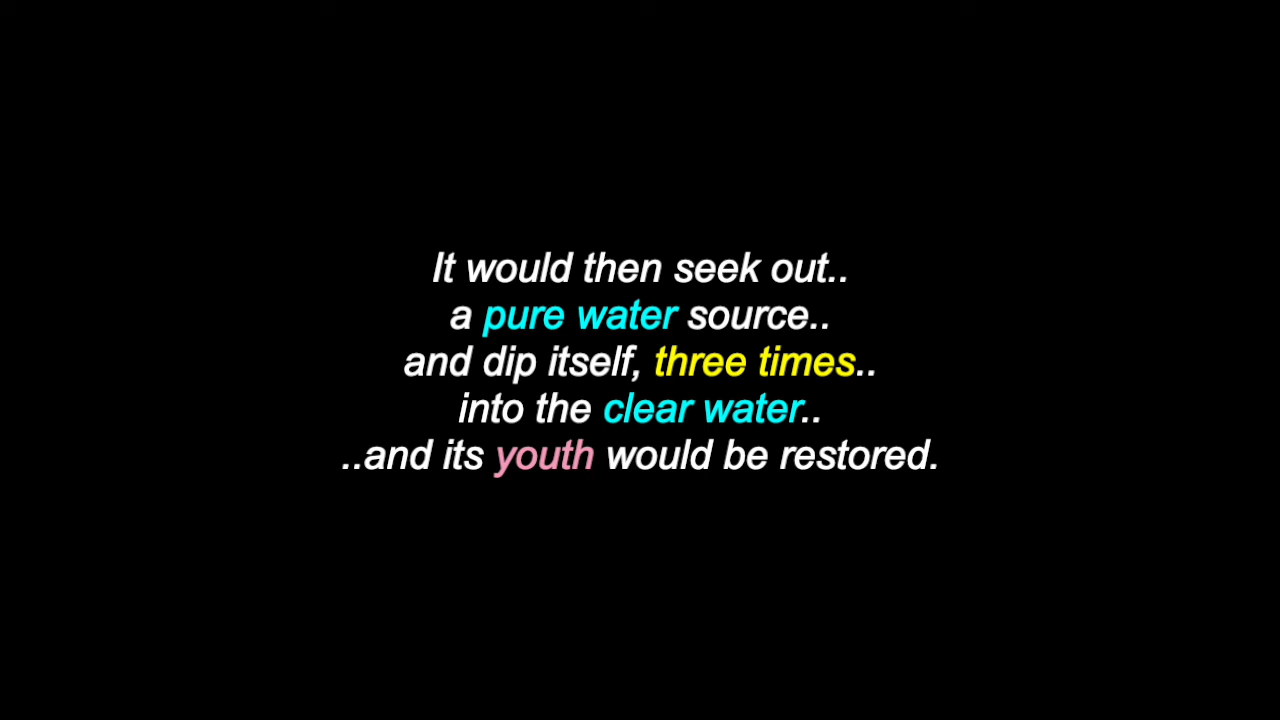 It would then seek out..
a pure water source..
and dip itself, three times..
into the clear water..
..and its youth would be restored.